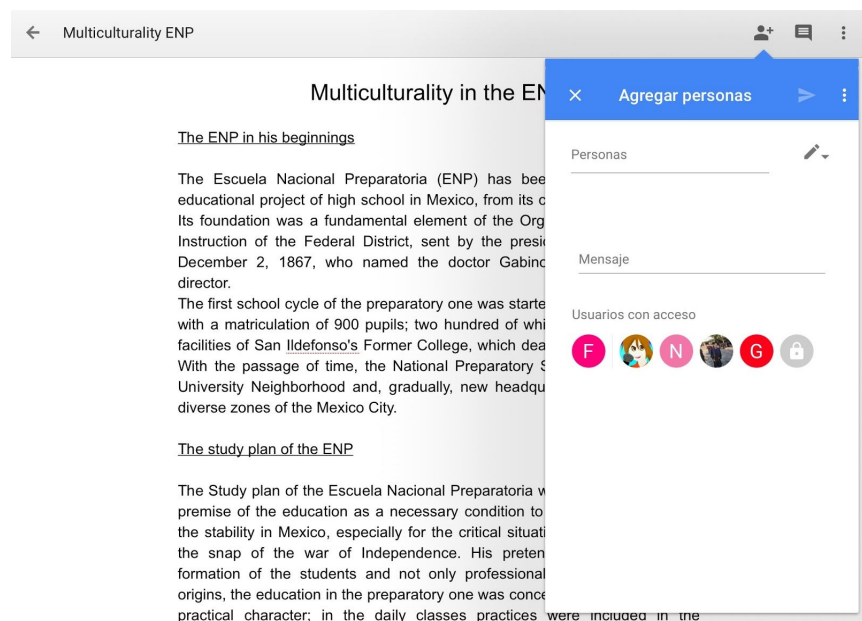 Multiculturality ENP
Multiculturality in the EN
Agregar personas
Personas
Mensaje
Usuarios con acceso
F
N
G
The ENP in his beginnings
The Escuela Nacional Preparatoria (ENP) has bee
educational project of high school in Mexico, from its o
Its foundation was a fundamental element of the Org
Instruction of the Federal District, sent by the presid
December 2, 1867, who named the doctor Gabino
director.
The first school cycle of the preparatory one was starte
with a matriculation of 900 pupils; two hundred of whi
facilities of San Ildefonso's Former College, which dea
With the passage of time, the National Preparatory S
University Neighborhood and, gradually, new headqu
diverse zones of the Mexico City.
The study plan of the ENP
The Study plan of the Escuela Nacional Preparatoria w
premise of the education as a necessary condition to
the stability in Mexico, especially for the critical situati
the snap of the war of Independence. His preten
formation of the students and not only professional
origins, the education in the preparatory one was conce
practical character; in the daily classes practices were included in the